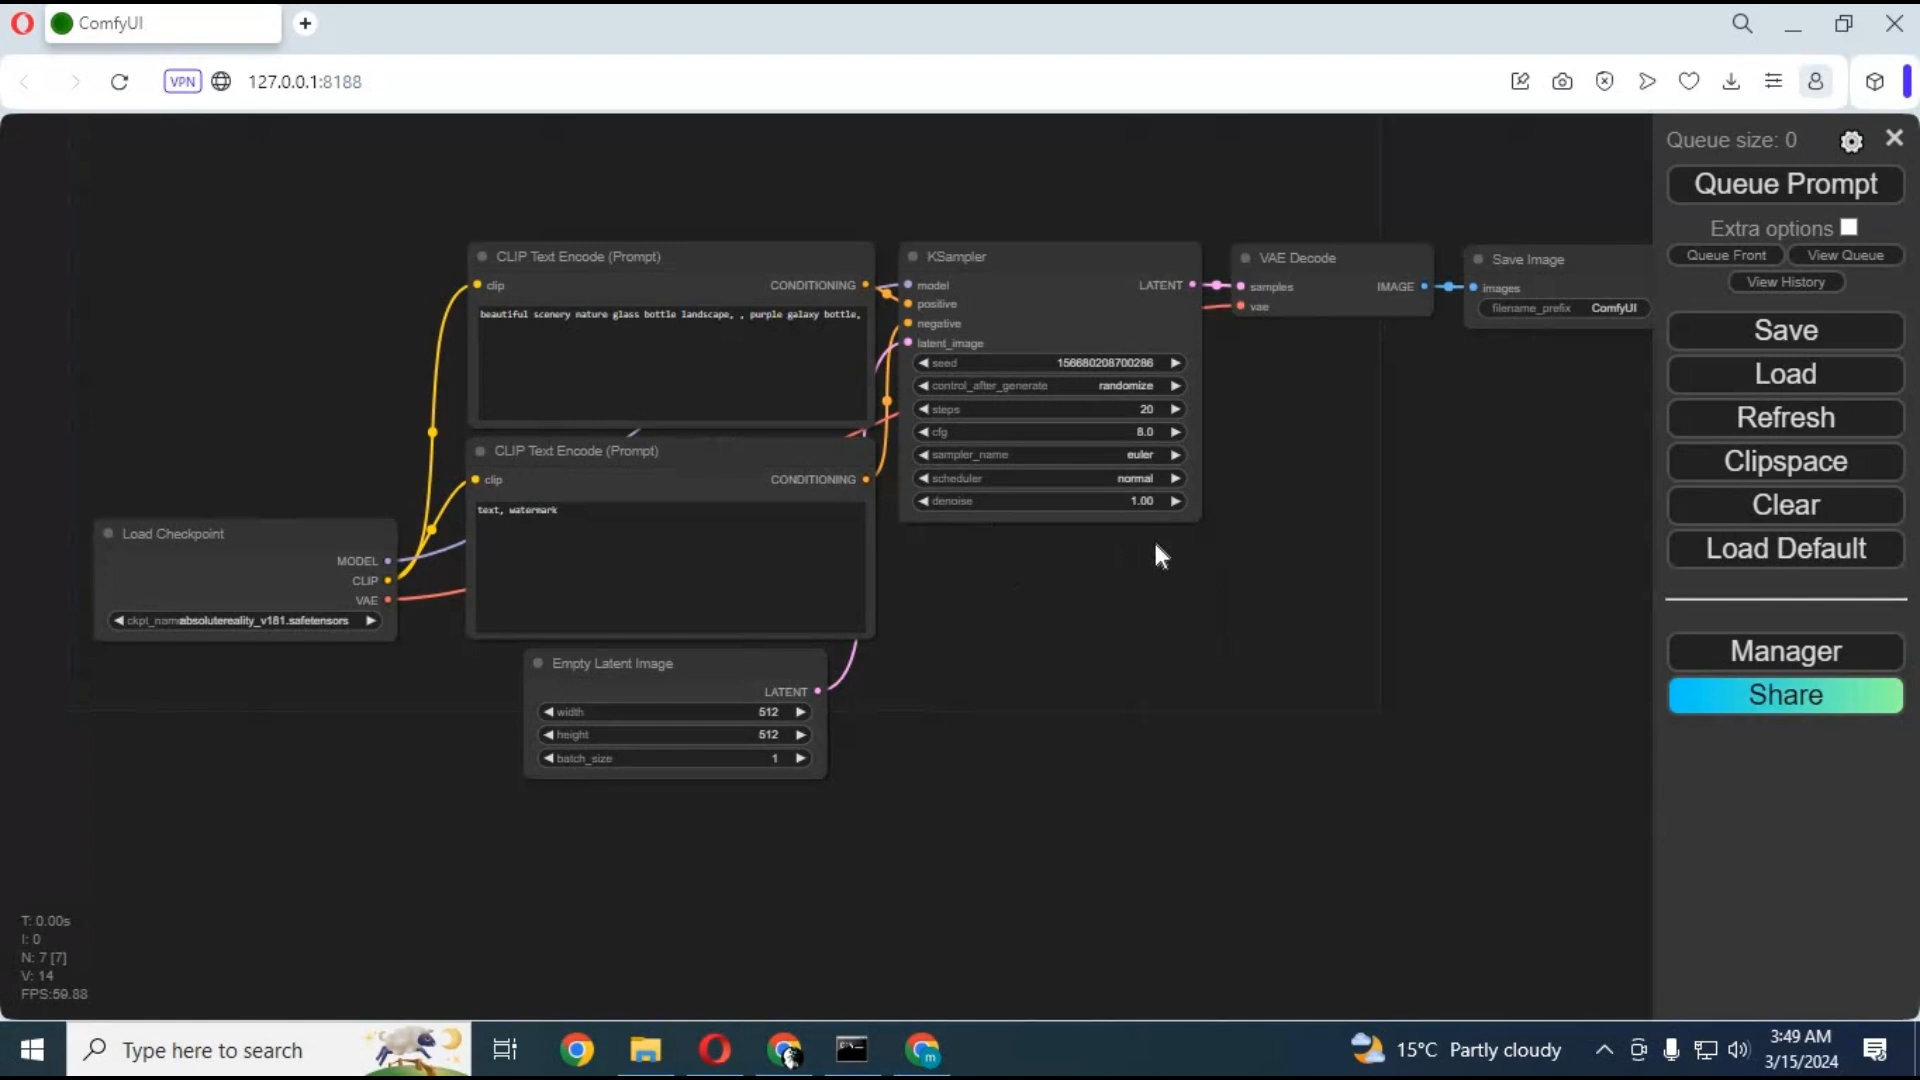 ComfyUI
VPN
127.0.0.1:8188
Queue size: 0
Queue Prompt
Extra options
Queue Front
View Queue
View History
Save
Load
Refresh
Clipspace
Clear
Load Default
Manager
Share
CLIP Text Encode (Prompt)
clip
CONDITIONING
beautiful scenery nature glass bottle landscape, , purple galaxy bottle,
CLIP Text Encode (Prompt)
clip
CONDITIONING
text, watermark
Load Checkpoint
MODEL
CLIP
VAE
ckpt_nam absolutereality_v181.safetensors
Empty Latent Image
LATENT
width 512
height 512
batch_size 1
KSampler
model LATENT
positive
negative
latent_image
seed 156680208700286
control_after_generate randomize
steps 20
cfg 8.0
sampler_name euler
scheduler normal
denoise 1.00
VAE Decode
samples IMAGE
vae
Save Image
images
filename_prefix ComfyUI
T: 0.00s
I: 0
N: 7 [7]
V: 14
FPS:59.88
Type here to search
m
15°C Partly cloudy
3:49 AM
3/15/2024